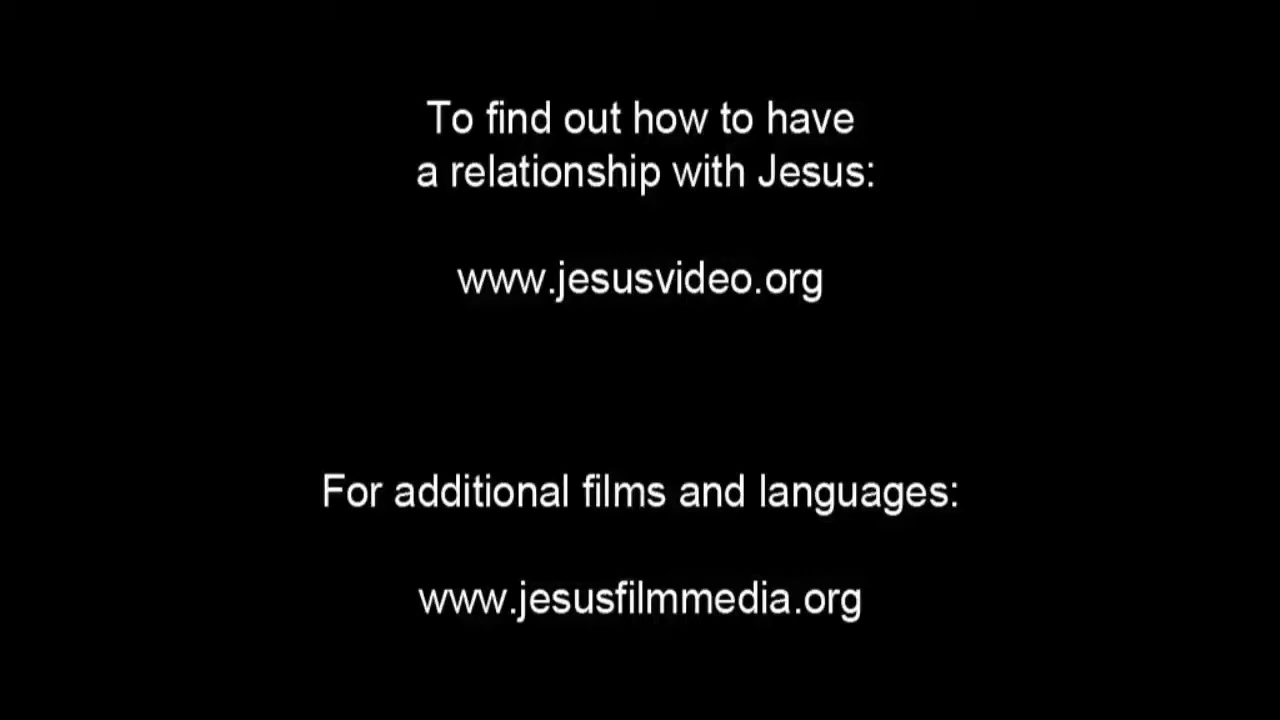 To find out how to have
a relationship with Jesus:
www.jesusvideo.org
For additional films and languages:
www.jesusfilmmedia.org